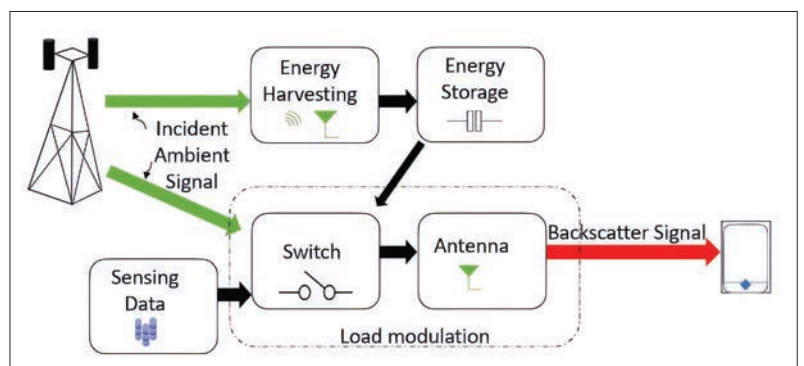 Energy
Harvesting
Energy
Storage
Incident
Ambient
Signal
Switch
Antenna
Backscatter Signal
Sensing
Data
Load modulation